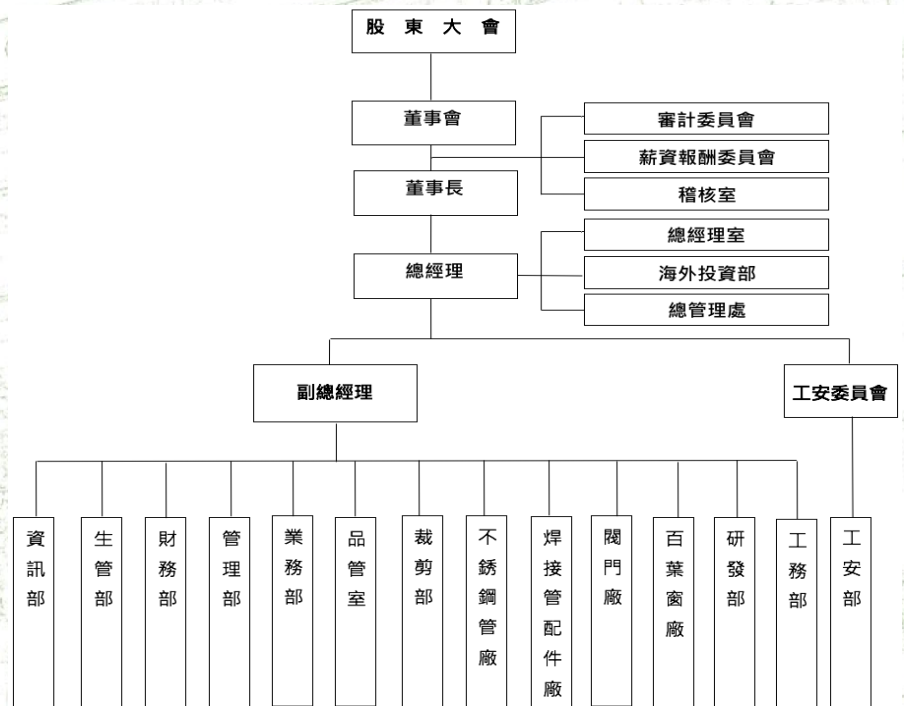 股東大會
董事會
審計委員會
薪資報酬委員會
董事長
稽核室
總經理室
總經理
海外投資部
總管理處
副總經理
工安委員會
資訊部
生管部
財務部
管理部
業務部
品管室
裁剪部
不銹鋼管廠
焊接管配件廠
閥門廠
百葉窗廠
研發部
工務部
工安部